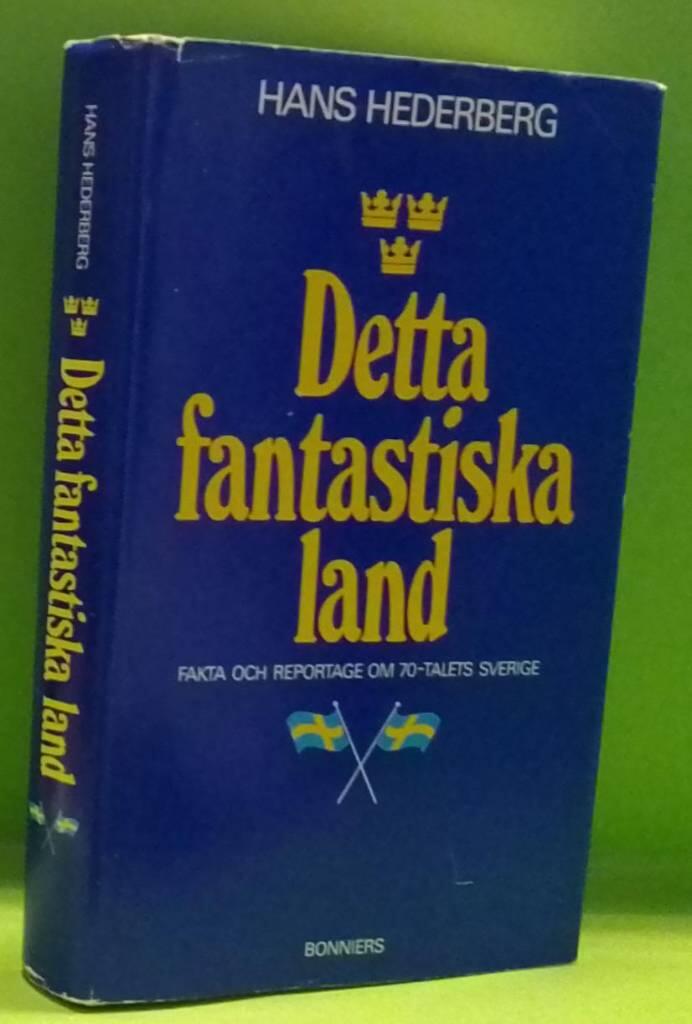 HANS HEDERBERG
Detta fantastiska land
HANS HEDERBERG
Detta
fantastiska
land
FAKTA OCH REPORTAGE OM 70-TALETS SVERIGE
BONNIERS